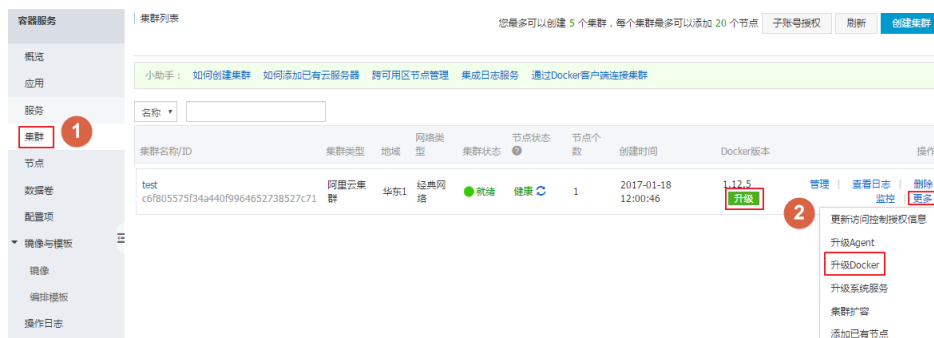 容器服务
概览
应用
服务
集群
1
节点
数据卷
配置项
镜像与模板
镜像
编排模板
操作日志
集群列表
您最多可以创建 5 个集群，每个集群最多可以添加 20 个节点
子账号授权
刷新
创建集群
小助手： 如何创建集群 如何添加已有云服务器 跨可用区节点管理 集成日志服务 通过Docker客户端连接集群
名称
集群名称/ID 集群类型 地域 网络类型 集群状态 节点状态 节点个数 创建时间 Docker版本 操作
test
c6f805575f34a440f9964652738527c71
阿里云集群
华东1
经典网络
就绪
健康
1
2017-01-18
12:00:46
1.12.5
升级
管理 | 查看日志 | 删除
监控 | 更多
2
更新访问控制授权信息
升级Agent
升级Docker
升级系统服务
集群扩容
添加已有节点